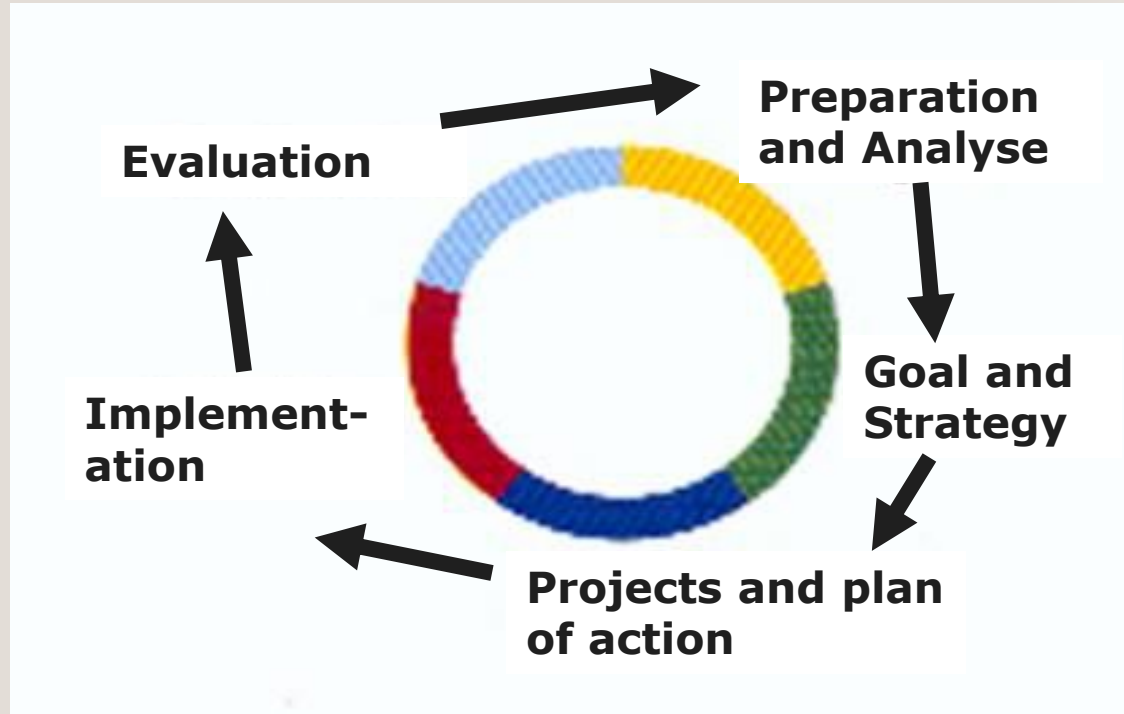 Preparation
and Analyse
Evaluation
Goal and
Strategy
Implement-
ation
Projects and plan
of action